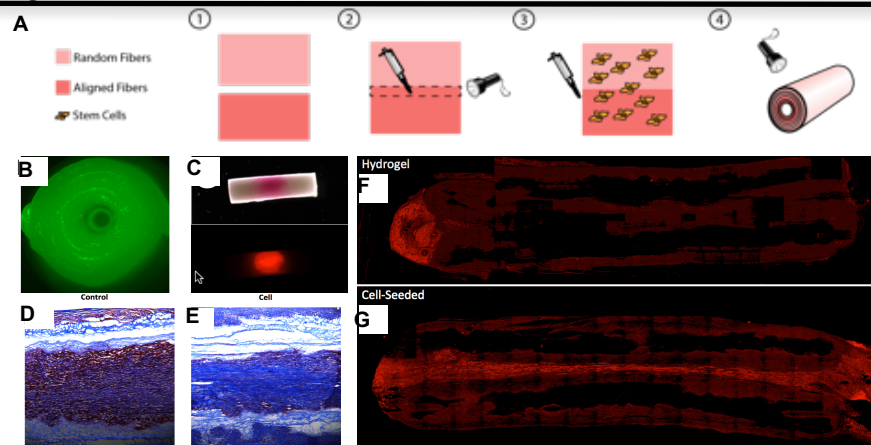 A
1
2
3
4
Random Fibers
Aligned Fibers
Stem Cells
B
C
Hydrogel
F
Control
Cell
Cell-Seeded
D
E
G